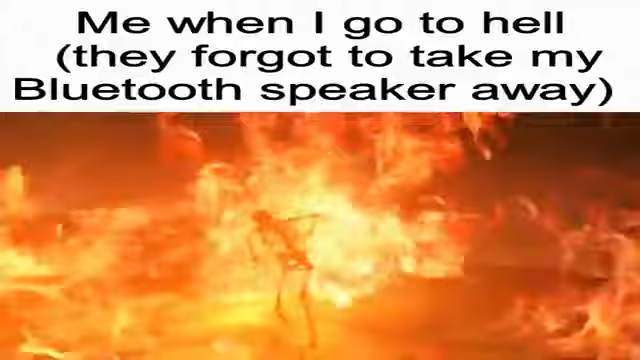 Me when I go to hell
(they forgot to take my
Bluetooth speaker away)